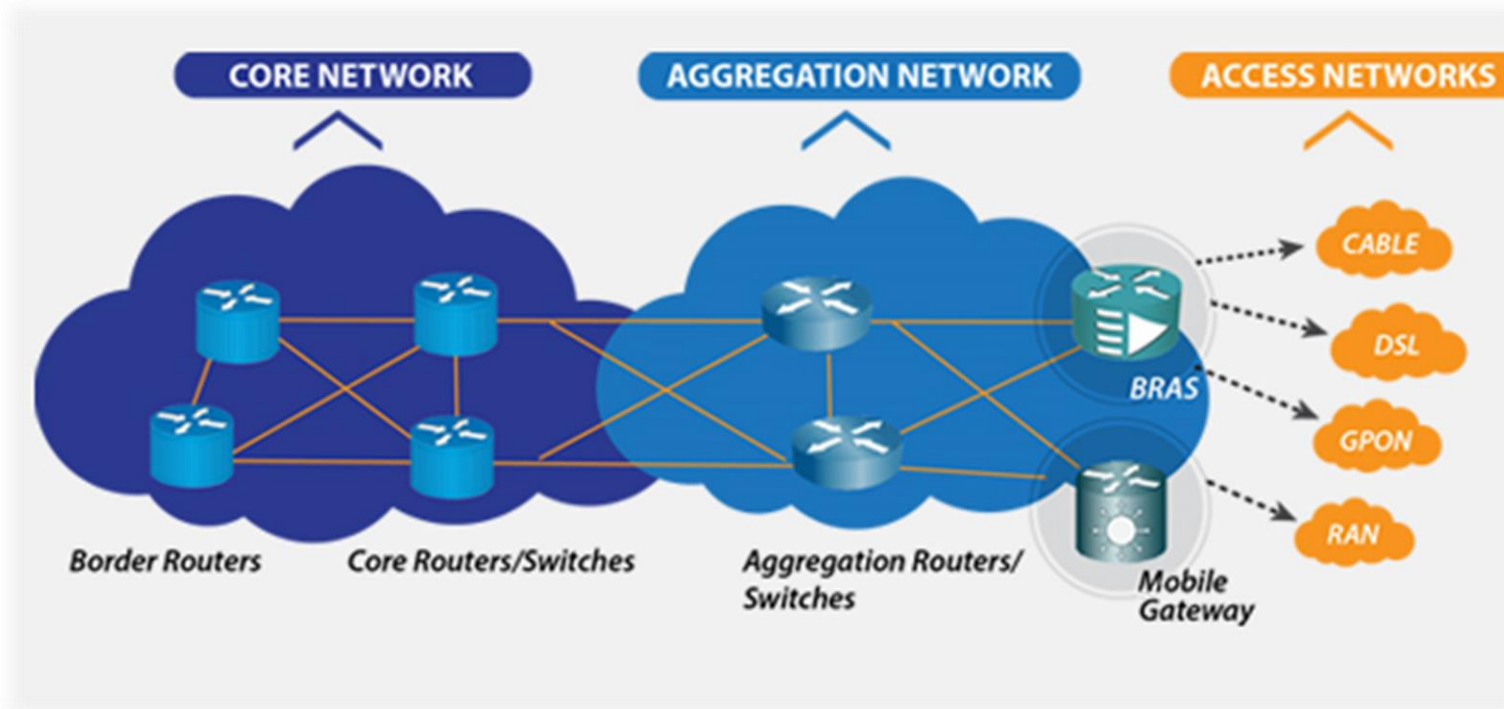 CORE NETWORK
AGGREGATION NETWORK
ACCESS NETWORKS
CABLE
DSL
BRAS
GPON
RAN
Border Routers
Core Routers/Switches
Aggregation Routers/
Switches
Mobile
Gateway